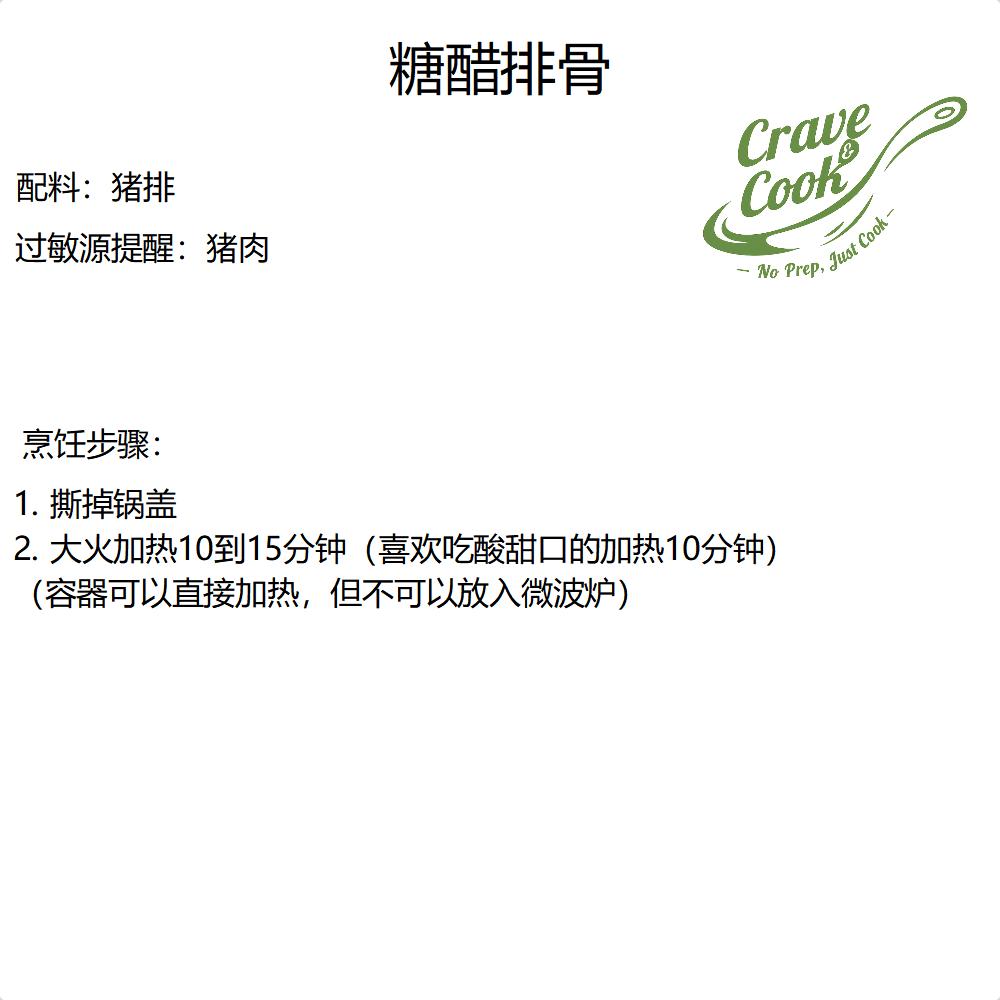 糖醋排骨
Crave
&
Cook
— No Prep, Just Cook —
配料：猪排
过敏源提醒：猪肉
烹饪步骤：
1. 撕掉锅盖
2. 大火加热10到15分钟（喜欢吃酸甜口的加热10分钟）
（容器可以直接加热，但不可以放入微波炉）